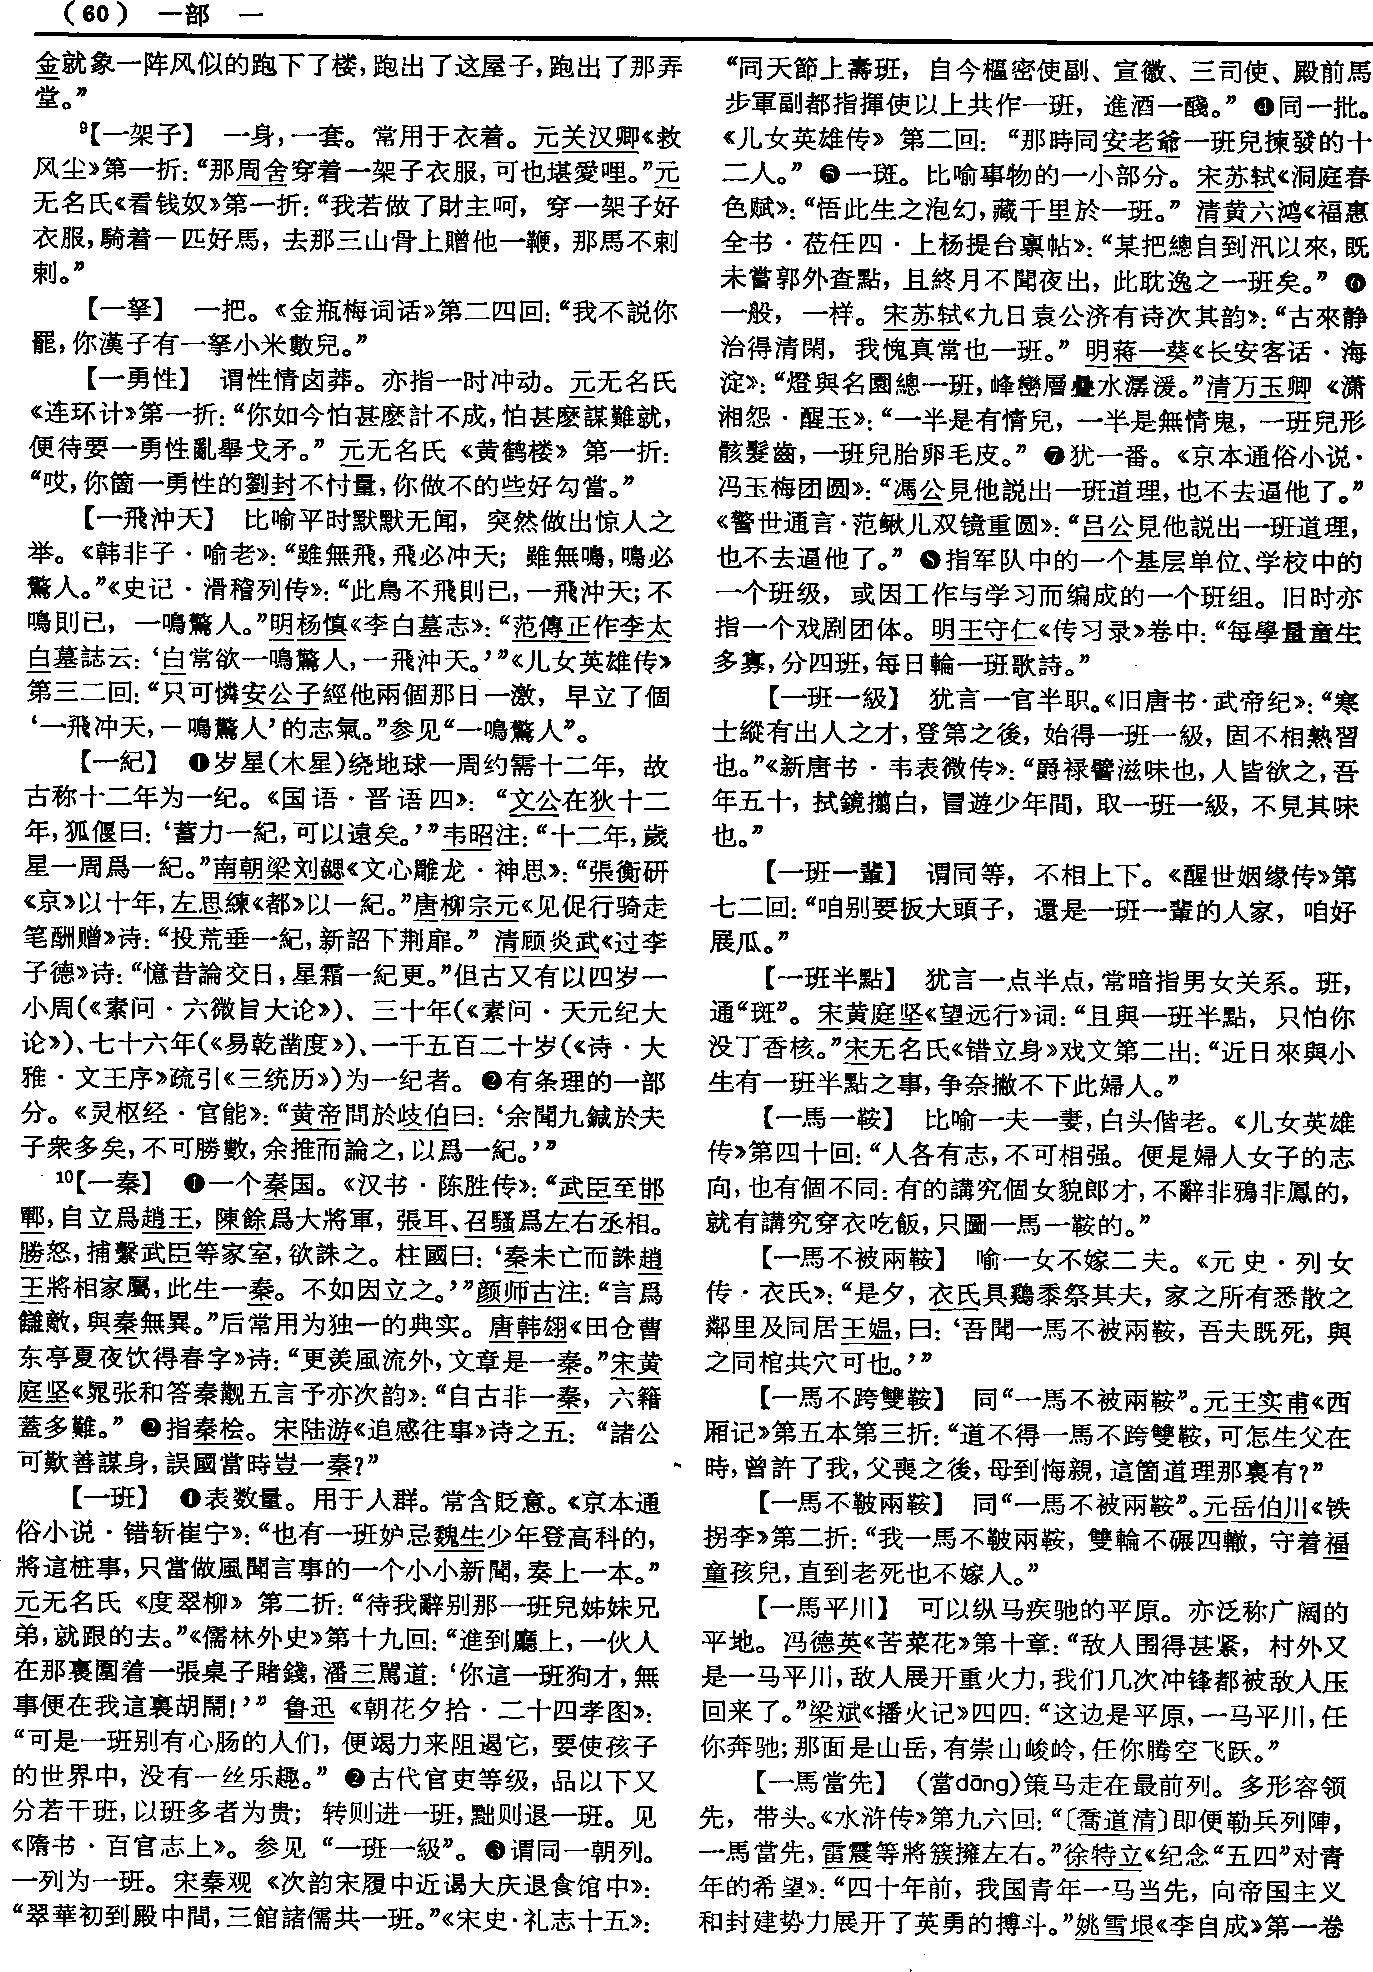 （60） 一部 一
金就象一阵风似的跑下了楼，跑出了这屋子，跑出了那弄
堂。”
⁹【一架子】 一身，一套。常用于衣着。元关汉卿《救
风尘》第一折：“那周舍穿着一架子衣服，可也堪愛哩。”元
无名氏《看钱奴》第一折：“我若做了財主呵，穿一架子好
衣服，騎着一匹好馬，去那三山骨上贈他一鞭，那馬不剌
剌。”
【一拏】 一把。《金瓶梅词话》第二四回：“我不説你
罷，你漢子有一拏小米數兒。”
【一勇性】 谓性情卤莽。亦指一时冲动。元无名氏
《连环计》第一折：“你如今怕甚麽計不成，怕甚麽謀難就，
便待要一勇性亂舉戈矛。”元无名氏《黄鹤楼》第一折：
“哎，你箇一勇性的劉封不忖量，你做不的些好勾當。”
【一飛沖天】 比喻平时默默无闻，突然做出惊人之
举。《韩非子·喻老》：“雖無飛，飛必冲天；雖無鳴，鳴必
驚人。”《史记·滑稽列传》：“此鳥不飛則已，一飛沖天；不
鳴則已，一鳴驚人。”明杨慎《李白墓志》：“范傳正作李太
白墓誌云：‘白常欲一鳴驚人，一飛沖天。’”《儿女英雄传》
第三二回：“只可憐安公子經他兩個那日一激，早立了個
‘一飛冲天，一鳴驚人’的志氣。”参见“一鳴驚人”。
【一紀】 ❶岁星（木星）绕地球一周约需十二年，故
古称十二年为一纪。《国语·晋语四》：“文公在狄十二
年，狐偃曰：‘蓄力一紀，可以遠矣。’”韦昭注：“十二年，歲
星一周爲一紀。”南朝梁刘勰《文心雕龙·神思》：“張衡研
《京》以十年，左思練《都》以一紀。”唐柳宗元《见促行骑走
笔酬赠》诗：“投荒垂一紀，新詔下荆扉。”清顾炎武《过李
子德》诗：“憶昔論交日，星霜一紀更。”但古又有以四岁一
小周（《素问·六微旨大论》）、三十年（《素问·天元纪大
论》）、七十六年（《易乾凿度》）、一千五百二十岁（《诗·大
雅·文王序》疏引《三统历》）为一纪者。❷有条理的一部
分。《灵枢经·官能》：“黄帝問於歧伯曰：‘余聞九鍼於夫
子衆多矣，不可勝數，余推而論之，以爲一紀。’”
¹⁰【一秦】 ❶一个秦国。《汉书·陈胜传》：“武臣至邯
鄲，自立爲趙王，陳餘爲大將軍，張耳、召騷爲左右丞相。
勝怒，捕繫武臣等家室，欲誅之。柱國曰：‘秦未亡而誅趙
王將相家屬，此生一秦。不如因立之。’”颜师古注：“言爲
讎敵，與秦無異。”后常用为独一的典实。唐韩翃《田仓曹
东亭夏夜饮得春字》诗：“更羡風流外，文章是一秦。”宋黄
庭坚《晁张和答秦觏五言予亦次韵》：“自古非一秦，六籍
蓋多難。”❷指秦桧。宋陆游《追感往事》诗之五：“諸公
可歎善謀身，誤國當時豈一秦？”
【一班】 ❶表数量。用于人群。常含贬意。《京本通
俗小说·错斩崔宁》：“也有一班妒忌魏生少年登高科的，
將這桩事，只當做風聞言事的一个小小新聞，奏上一本。”
元无名氏《度翠柳》第二折：“待我辭别那一班兒姊妹兄
弟，就跟的去。”《儒林外史》第十九回：“進到廳上，一伙人
在那裏圍着一張桌子賭錢，潘三駡道：‘你這一班狗才，無
事便在我這裏胡鬧！’”鲁迅《朝花夕拾·二十四孝图》：
“可是一班别有心肠的人们，便竭力来阻遏它，要使孩子
的世界中，没有一丝乐趣。”❷古代官吏等级，品以下又
分若干班，以班多者为贵；转则进一班，黜则退一班。见
《隋书·百官志上》。参见“一班一級”。❸谓同一朝列。
一列为一班。宋秦观《次韵宋履中近谒大庆退食馆中》：
“翠華初到殿中間，三館諸儒共一班。”《宋史·礼志十五》：
“同天節上壽班，自今樞密使副、宣徽、三司使、殿前馬
步軍副都指揮使以上共作一班，進酒一醆。”❹同一批。
《儿女英雄传》第二回：“那時同安老爺一班兒揀發的十
二人。”❺一斑。比喻事物的一小部分。宋苏轼《洞庭春
色赋》：“悟此生之泡幻，藏千里於一班。”清黄六鸿《福惠
全书·莅任四·上杨提台禀帖》：“某把總自到汛以來，既
未嘗郭外查點，且終月不聞夜出，此耽逸之一班矣。”❻
一般，一样。宋苏轼《九日袁公济有诗次其韵》：“古來静
治得清閑，我愧真常也一班。”明蒋一葵《长安客话·海
淀》：“燈與名園總一班，峰巒層疊水潺湲。”清万玉卿《潇
湘怨·醒玉》：“一半是有情兒，一半是無情鬼，一班兒形
骸髮齒，一班兒胎卵毛皮。”❼犹一番。《京本通俗小说·
冯玉梅团圆》：“馮公見他説出一班道理，也不去逼他了。”
《警世通言·范鳅儿双镜重圆》：“吕公見他説出一班道理，
也不去逼他了。”❽指军队中的一个基层单位、学校中的
一个班级，或因工作与学习而编成的一个班组。旧时亦
指一个戏剧团体。明王守仁《传习录》卷中：“每學量童生
多寡，分四班，每日輪一班歌詩。”
【一班一級】 犹言一官半职。《旧唐书·武帝纪》：“寒
士縱有出人之才，登第之後，始得一班一級，固不相熟習
也。”《新唐书·韦表微传》：“爵禄譬滋味也，人皆欲之，吾
年五十，拭鏡擶白，冒遊少年間，取一班一級，不見其味
也。”
【一班一輩】 谓同等，不相上下。《醒世姻缘传》第
七二回：“咱别要扳大頭子，還是一班一輩的人家，咱好
展瓜。”
【一班半點】 犹言一点半点，常暗指男女关系。班，
通“斑”。宋黄庭坚《望远行》词：“且與一班半點，只怕你
没丁香核。”宋无名氏《错立身》戏文第二出：“近日來與小
生有一班半點之事，争奈撇不下此婦人。”
【一馬一鞍】 比喻一夫一妻，白头偕老。《儿女英雄
传》第四十回：“人各有志，不可相强。便是婦人女子的志
向，也有個不同：有的講究個女貌郎才，不辭非鴉非鳳的，
就有講究穿衣吃飯，只圖一馬一鞍的。”
【一馬不被兩鞍】 喻一女不嫁二夫。《元史·列女
传·衣氏》：“是夕，衣氏具鷄黍祭其夫，家之所有悉散之
鄰里及同居王媪，曰：‘吾聞一馬不被兩鞍，吾夫既死，與
之同棺共穴可也。’”
【一馬不跨雙鞍】 同“一馬不被兩鞍”。元王实甫《西
厢记》第五本第三折：“道不得一馬不跨雙鞍，可怎生父在
時，曾許了我，父喪之後，母到悔親，這箇道理那裏有？”
【一馬不鞁兩鞍】 同“一馬不被兩鞍”。元岳伯川《铁
拐李》第二折：“我一馬不鞁兩鞍，雙輪不碾四轍，守着福
童孩兒，直到老死也不嫁人。”
【一馬平川】 可以纵马疾驰的平原。亦泛称广阔的
平地。冯德英《苦菜花》第十章：“敌人围得甚紧，村外又
是一马平川，敌人展开重火力，我们几次冲锋都被敌人压
回来了。”梁斌《播火记》四四：“这边是平原，一马平川，任
你奔驰；那面是山岳，有崇山峻岭，任你腾空飞跃。”
【一馬當先】 （當dāng）策马走在最前列。多形容领
先，带头。《水浒传》第九六回：“〔喬道清〕即便勒兵列陣，
一馬當先，雷震等將簇擁左右。”徐特立《纪念“五四”对青
年的希望》：“四十年前，我国青年一马当先，向帝国主义
和封建势力展开了英勇的搏斗。”姚雪垠《李自成》第一卷